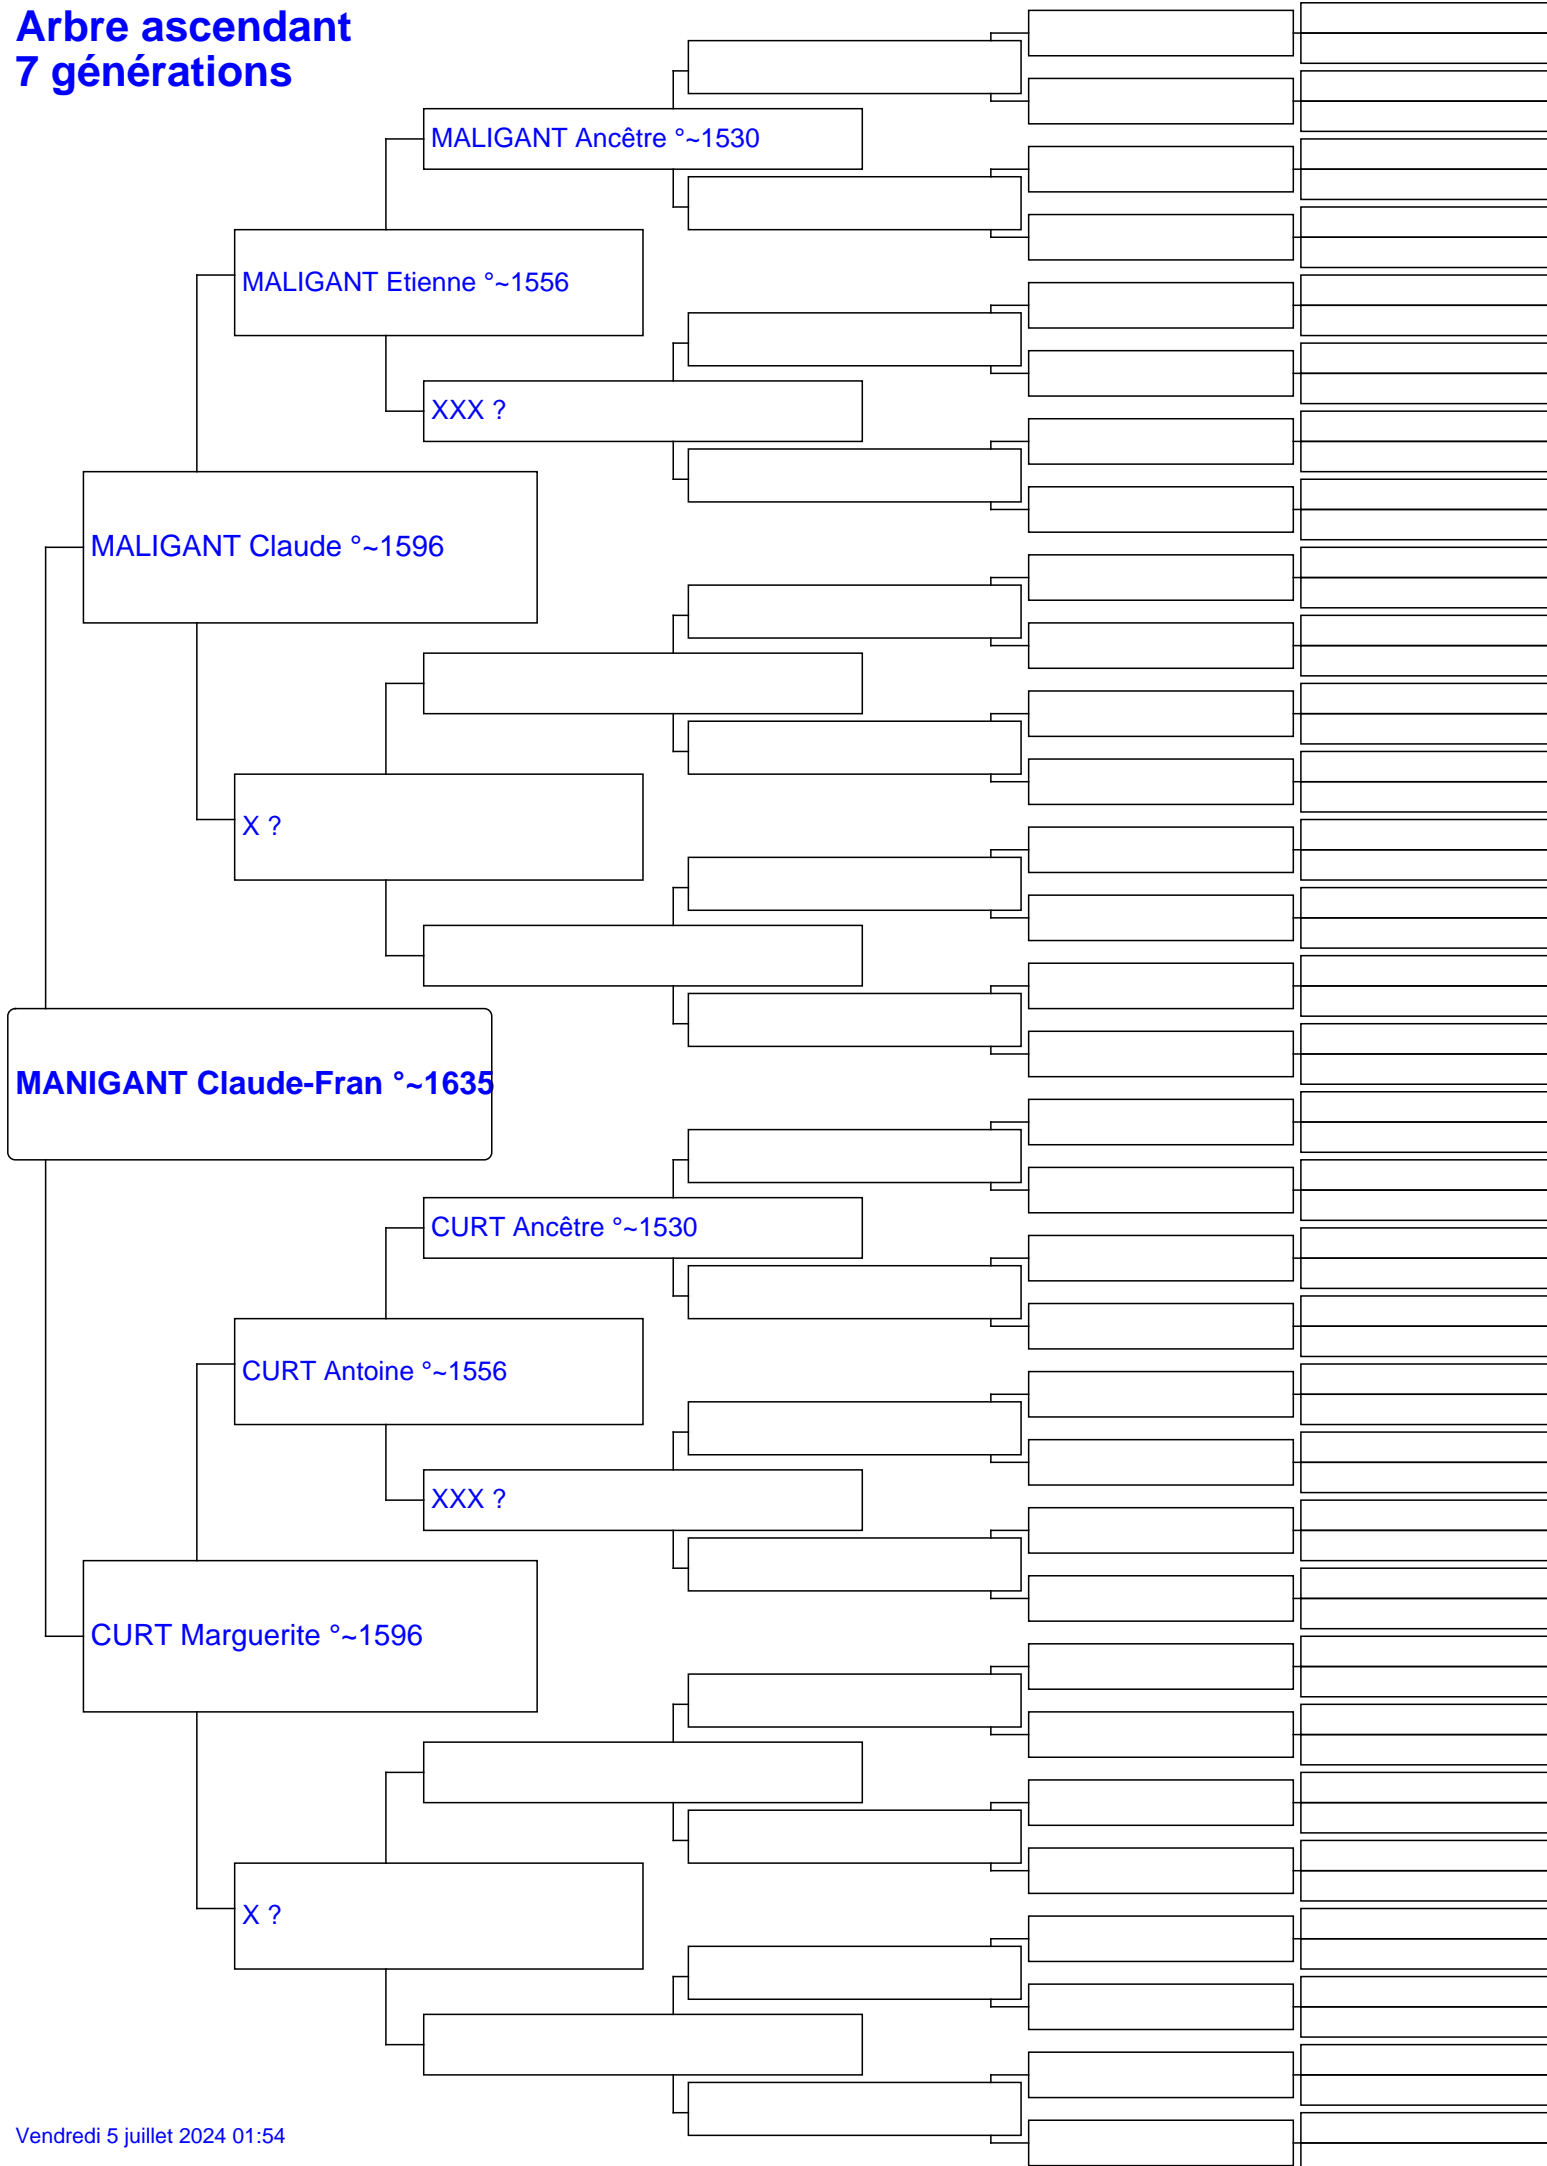 Arbre ascendant
7 générations
MALIGANT Ancêtre °~1530
MALIGANT Etienne °~1556
XXX ?
MALIGANT Claude °~1596
X ?
MANIGANT Claude-Fran °~1635
CURT Ancêtre °~1530
CURT Antoine °~1556
XXX ?
CURT Marguerite °~1596
X ?
Vendredi 5 juillet 2024 01:54